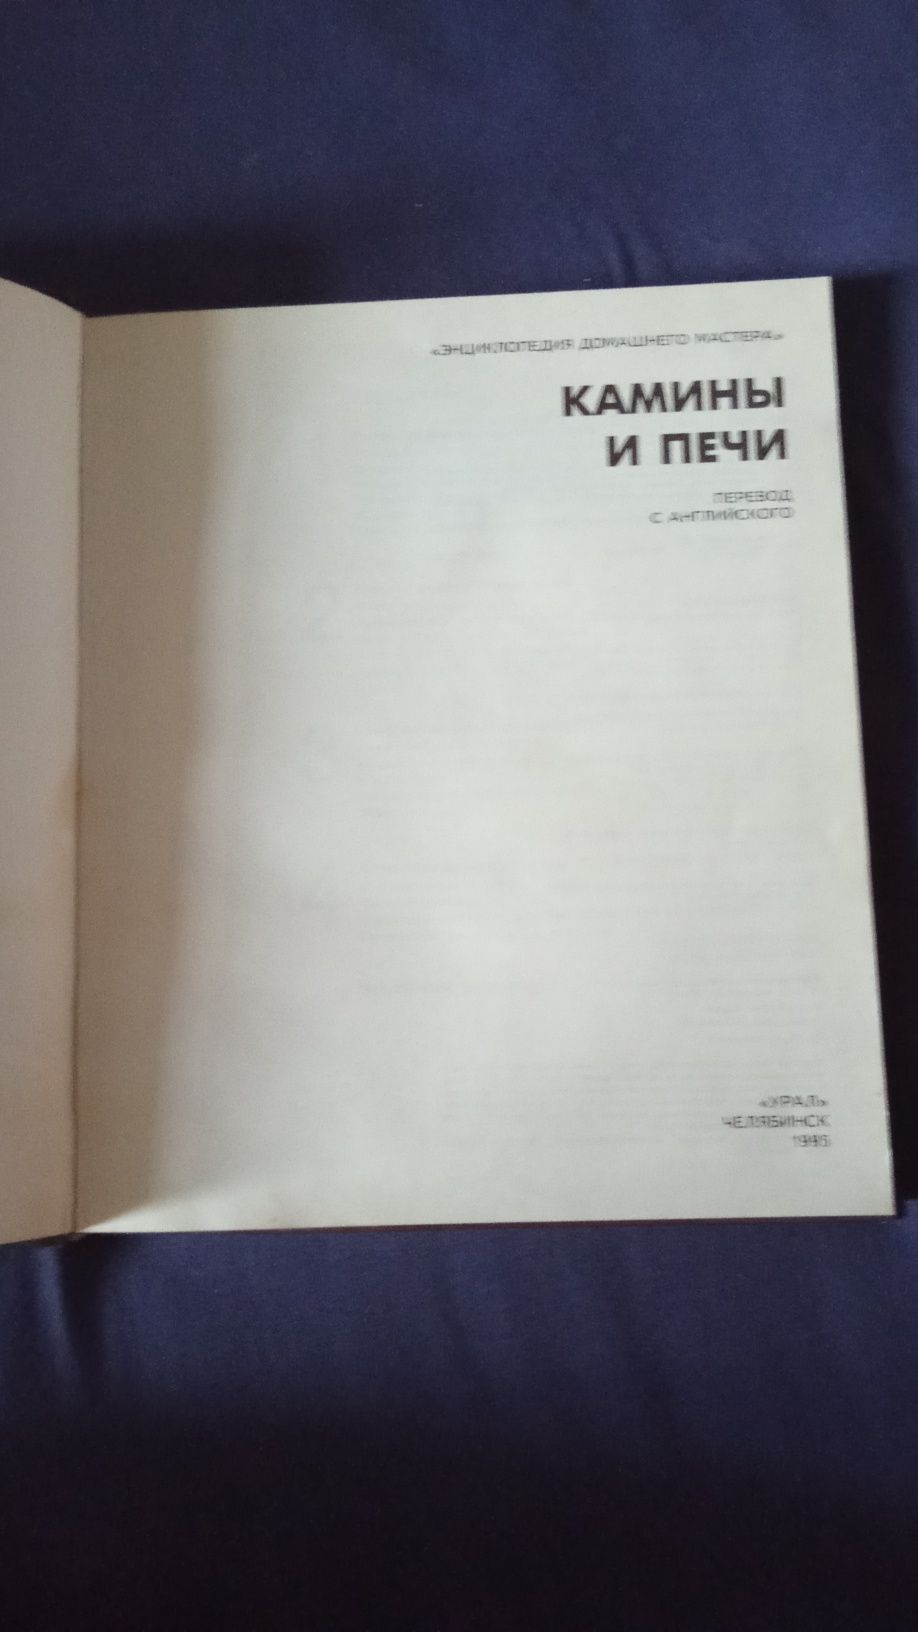 «ЭНЦИКЛОПЕДИЯ ДОМАШНЕГО МАСТЕРА»
КАМИНЫ
И ПЕЧИ
ПЕРЕВОД
С АНГЛИЙСКОГО
«УРАЛ»
ЧЕЛЯБИНСК